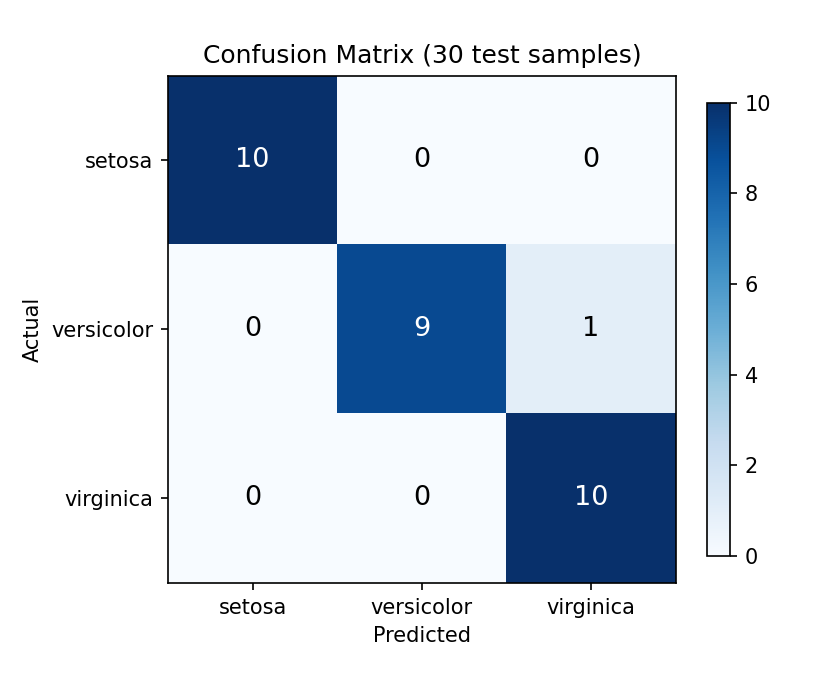 Confusion Matrix (30 test samples)
10
setosa
10 0 0
8
6
Actual
versicolor
0 9 1
4
2
virginica
0 0 10
0
setosa versicolor virginica
Predicted